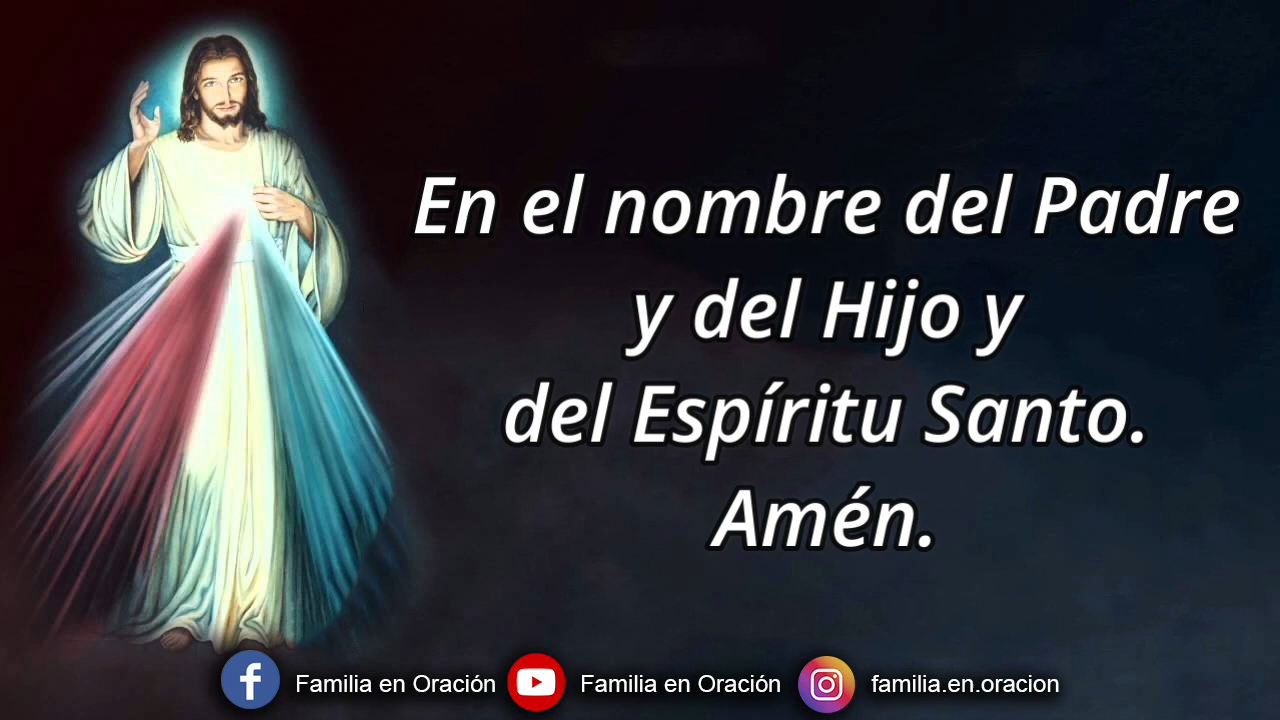 En el nombre del Padre
y del Hijo y
del Espíritu Santo.
Amén.
Familia en Oración Familia en Oración familia.en.oracion